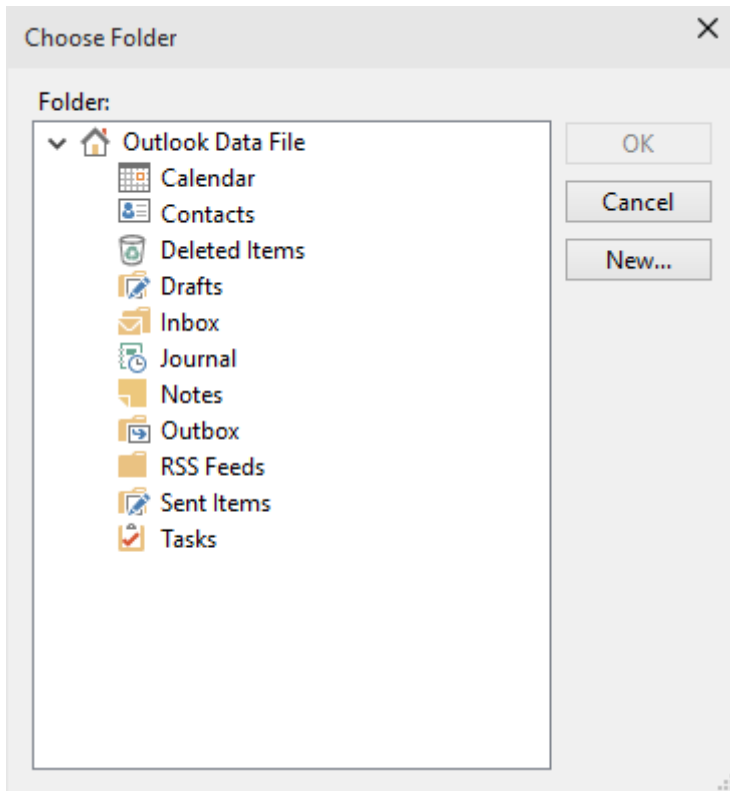 Choose Folder
Folder:
Outlook Data File
Calendar
Contacts
Deleted Items
Drafts
Inbox
Journal
Notes
Outbox
RSS Feeds
Sent Items
Tasks
OK
Cancel
New...